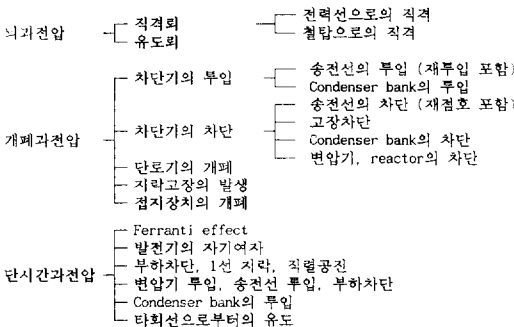 뇌과전압
직격뢰
전력선으로의 직격
철탑으로의 직격
유도뢰
개폐과전압
차단기의 투입
송전선의 투입 (재투입 포함)
Condenser bank의 투입
차단기의 차단
송전선의 차단 (재점호 포함)
고장차단
Condenser bank의 차단
변압기, reactor의 차단
단로기의 개폐
지락고장의 발생
접지장치의 개폐
단시간과전압
Ferranti effect
발전기의 자기여자
부하차단, 1선 지락, 직렬공진
변압기 투입, 송전선 투입, 부하차단
Condenser bank의 투입
타회선으로부터의 유도